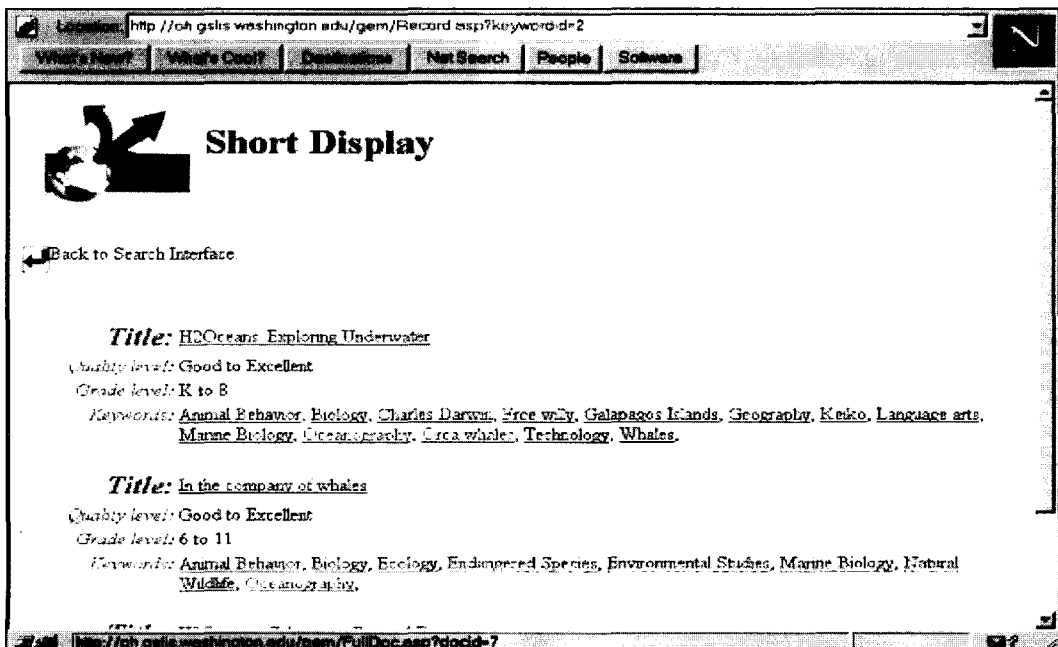 Location: http //oh gslis washington edu/gem/Record asp?keywordid=2
What's New? What's Cool? Destinations Net Search People Software
Short Display
Back to Search Interface
Title: H2Oceans Exploring Underwater
Quality level: Good to Excellent
Grade level: K to 8
Keywords: Animal Behavior, Biology, Charles Darwin, Free willy, Galapagos Islands, Geography, Keiko, Language arts,
Marine Biology, Oceanography, Orca whales, Technology, Whales,
Title: In the company of whales
Quality level: Good to Excellent
Grade level: 6 to 11
Keywords: Animal Behavior, Biology, Ecology, Endangered Species, Environmental Studies, Marine Biology, Natural
Wildlife, Oceanography,
http://oh gslis washington edu/gem/FullDoc.asp?docid=7